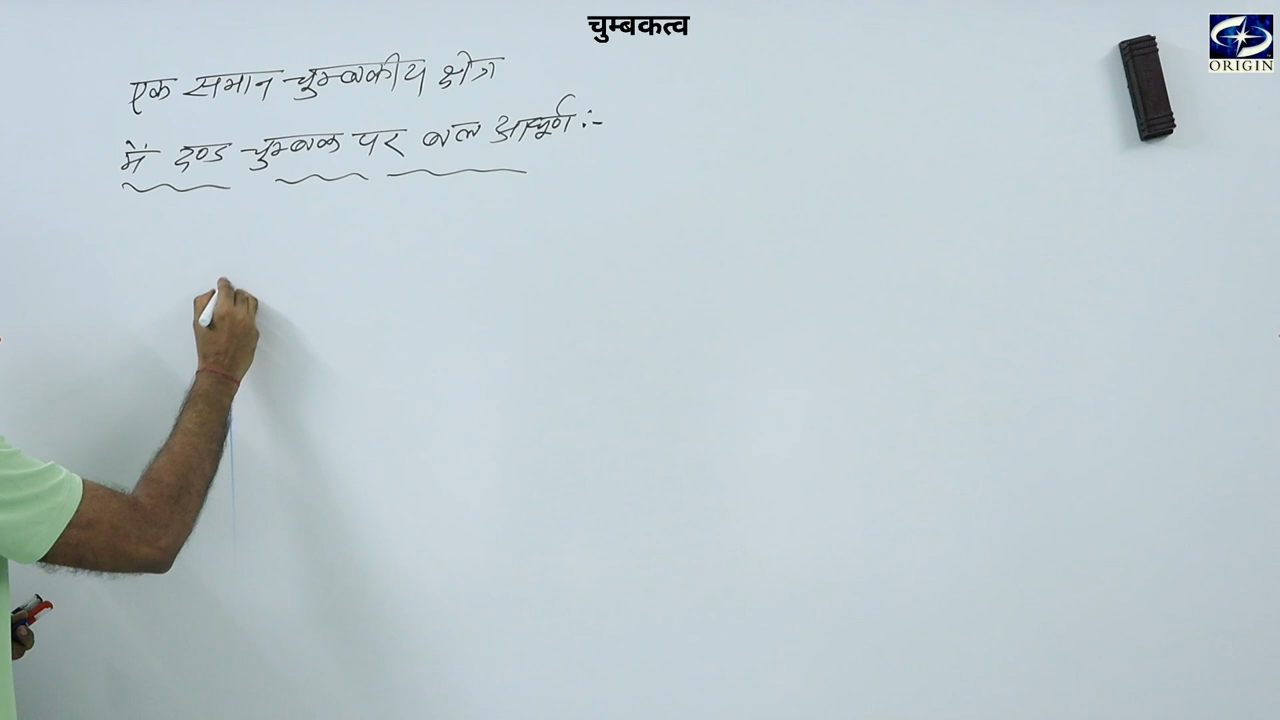 चुम्बकत्व
ORIGIN
एक समान चुम्बकीय क्षेत्र
में दण्ड चुम्बक पर बल आघूर्ण :-